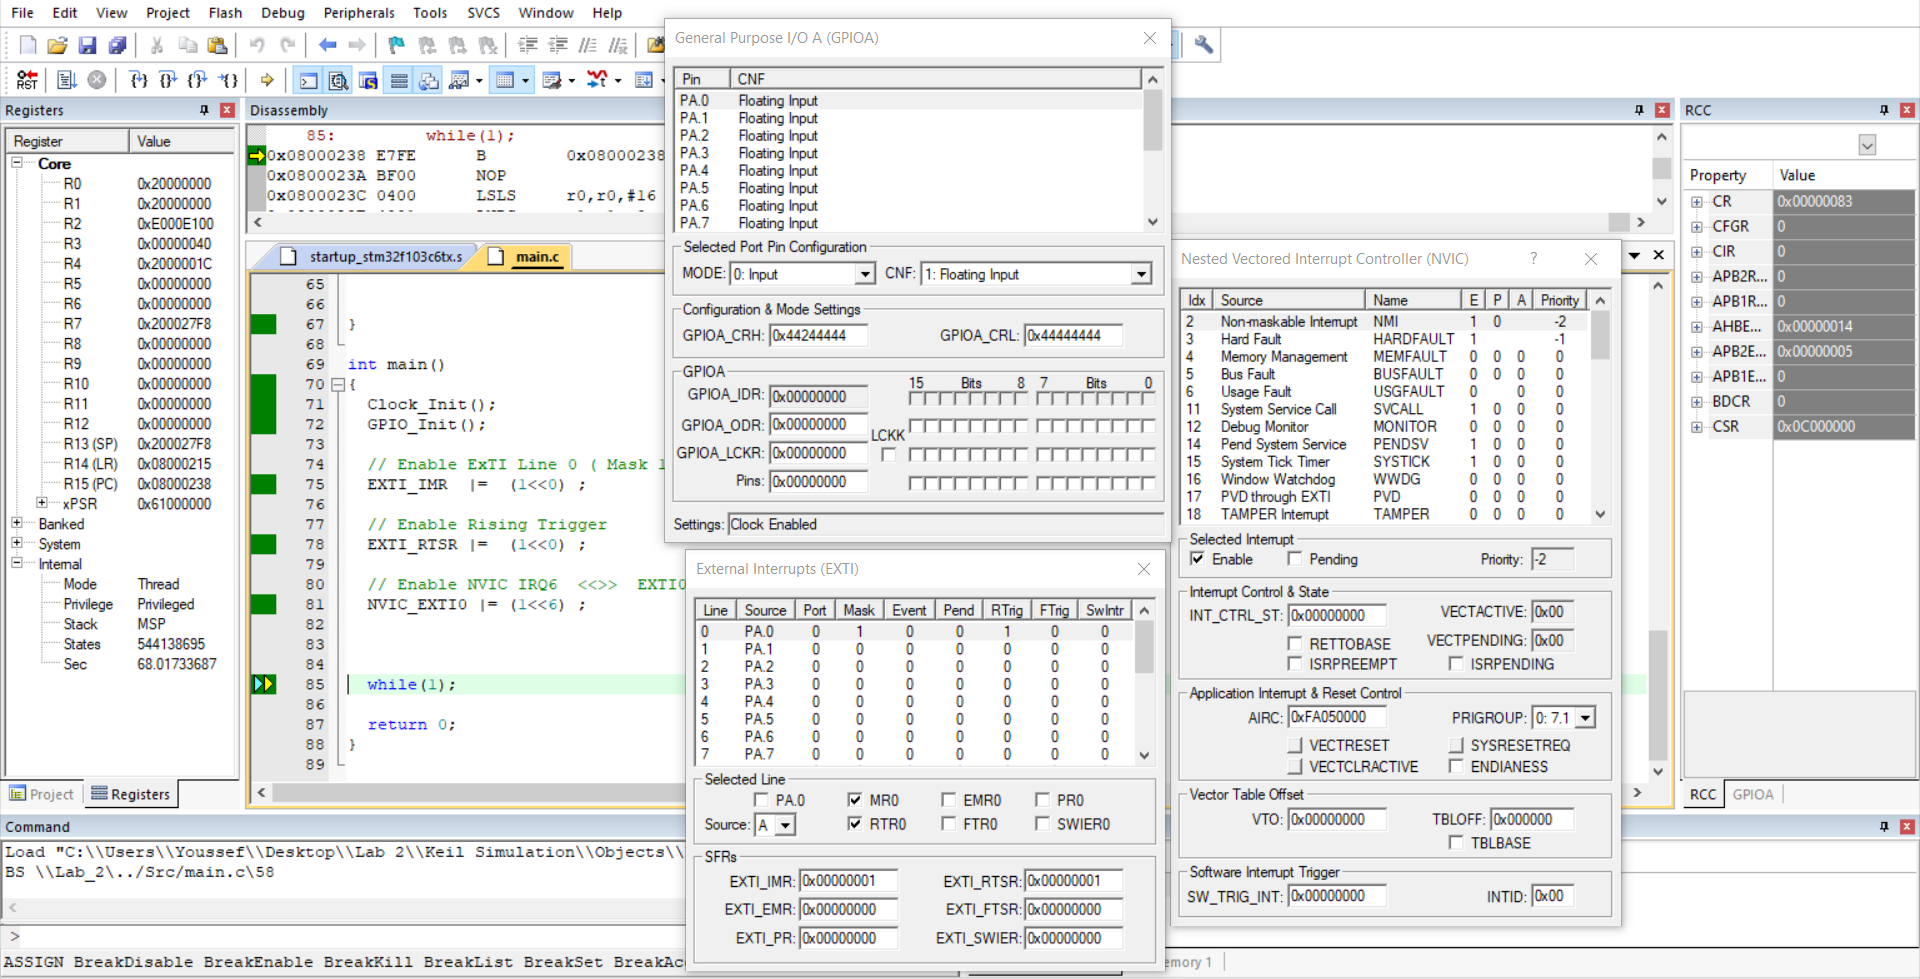 File Edit View Project Flash Debug Peripherals Tools SVCS Window Help
RST
Registers
Register Value
Core
R0 0x20000000
R1 0x20000000
R2 0xE000E100
R3 0x00000040
R4 0x2000001C
R5 0x00000000
R6 0x00000000
R7 0x200027F8
R8 0x00000000
R9 0x00000000
R10 0x00000000
R11 0x00000000
R12 0x00000000
R13 (SP) 0x200027F8
R14 (LR) 0x08000215
R15 (PC) 0x08000238
xPSR 0x61000000
Banked
System
Internal
Mode Thread
Privilege Privileged
Stack MSP
States 544138695
Sec 68.01733687
Project Registers
Disassembly
85: while(1);
0x08000238 E7FE B 0x08000238
0x0800023A BF00 NOP
0x0800023C 0400 LSLS r0,r0,#16
startup_stm32f103c6tx.s main.c
65
66
67 }
68
69 int main()
70 {
71 Clock_Init();
72 GPIO_Init();
73
74 // Enable ExTI Line 0 ( Mask
75 EXTI_IMR |= (1<<0) ;
76
77 // Enable Rising Trigger
78 EXTI_RTSR |= (1<<0) ;
79
80 // Enable NVIC IRQ6 <<>> EXTI0
81 NVIC_EXTI0 |= (1<<6) ;
82
83
84
85 while(1);
86
87 return 0;
88 }
89
General Purpose I/O A (GPIOA)
Pin CNF
PA.0 Floating Input
PA.1 Floating Input
PA.2 Floating Input
PA.3 Floating Input
PA.4 Floating Input
PA.5 Floating Input
PA.6 Floating Input
PA.7 Floating Input
Selected Port Pin Configuration
MODE: 0: Input CNF: 1: Floating Input
Configuration & Mode Settings
GPIOA_CRH: 0x44244444 GPIOA_CRL: 0x44444444
GPIOA
15 Bits 8 7 Bits 0
GPIOA_IDR: 0x00000000
GPIOA_ODR: 0x00000000
LCKK
GPIOA_LCKR: 0x00000000
Pins: 0x00000000
Settings: Clock Enabled
External Interrupts (EXTI)
Line Source Port Mask Event Pend RTrig FTrig SwIntr
0 PA.0 0 1 0 0 1 0 0
1 PA.1 0 0 0 0 0 0 0
2 PA.2 0 0 0 0 0 0 0
3 PA.3 0 0 0 0 0 0 0
4 PA.4 0 0 0 0 0 0 0
5 PA.5 0 0 0 0 0 0 0
6 PA.6 0 0 0 0 0 0 0
7 PA.7 0 0 0 0 0 0 0
Selected Line
PA.0 MR0 EMR0 PR0
Source: A RTR0 FTR0 SWIER0
SFRs
EXTI_IMR: 0x00000001 EXTI_RTSR: 0x00000001
EXTI_EMR: 0x00000000 EXTI_FTSR: 0x00000000
EXTI_PR: 0x00000000 EXTI_SWIER: 0x00000000
Nested Vectored Interrupt Controller (NVIC) ?
Idx Source Name E P A Priority
2 Non-maskable Interrupt NMI 1 0 -2
3 Hard Fault HARDFAULT 1 -1
4 Memory Management MEMFAULT 0 0 0 0
5 Bus Fault BUSFAULT 0 0 0 0
6 Usage Fault USGFAULT 0 0 0 0
11 System Service Call SVCALL 1 0 0 0
12 Debug Monitor MONITOR 0 0 0 0
14 Pend System Service PENDSV 1 0 0 0
15 System Tick Timer SYSTICK 1 0 0 0
16 Window Watchdog WWDG 0 0 0 0
17 PVD through EXTI PVD 0 0 0 0
18 TAMPER Interrupt TAMPER 0 0 0 0
Selected Interrupt
Enable Pending Priority: -2
Interrupt Control & State
INT_CTRL_ST: 0x00000000 VECTACTIVE: 0x00
RETTOBASE VECTPENDING: 0x00
ISRPREEMPT ISRPENDING
Application Interrupt & Reset Control
AIRC: 0xFA050000 PRIGROUP: 0: 7.1
VECTRESET SYSRESETREQ
VECTCLRACTIVE ENDIANESS
Vector Table Offset
VTO: 0x00000000 TBLOFF: 0x000000
TBLBASE
Software Interrupt Trigger
SW_TRIG_INT: 0x00000000 INTID: 0x00
RCC
Property Value
CR 0x00000083
CFGR 0
CIR 0
APB2R... 0
APB1R... 0
AHBE... 0x00000014
APB2E... 0x00000005
APB1E... 0
BDCR 0
CSR 0x0C000000
RCC GPIOA
Command
Load "C:\\Users\\Youssef\\Desktop\\Lab 2\\Keil Simulation\\Objects\\
BS \\Lab_2\../Src/main.c\58
>
ASSIGN BreakDisable BreakEnable BreakKill BreakList BreakSet BreakAc
emory 1